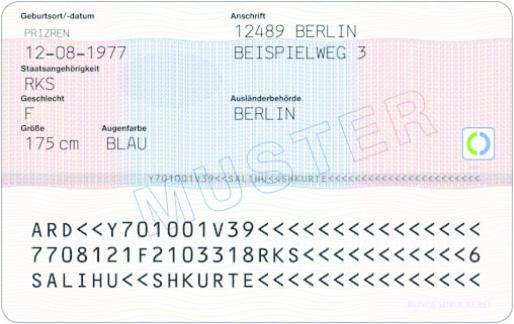 Geburtsort/-datum
PRIZREN
12-08-1977
Staatsangehörigkeit
RKS
Geschlecht
F
Größe Augenfarbe
175 cm BLAU
Anschrift
12489 BERLIN
BEISPIELWEG 3
Ausländerbehörde
BERLIN
MUSTER
Y701001V39<<SALIHU<<SHKURTE<<<<<<<<<<<<<<<<<<<<<<<
ARD<<Y701001V39<<<<<<<<<<<<<<<
7708121F2103318RKS<<<<<<<<<<<6
SALIHU<<SHKURTE<<<<<<<<<<<<<<<
BUNDESDRUCKEREI